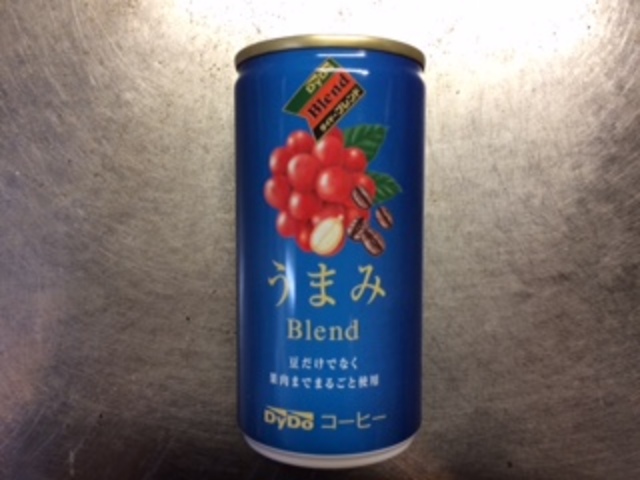 DyDo
Blend
ダイドーブレンド
うまみ
Blend
豆だけでなく
果肉までまるごと使用
DyDo コーヒー